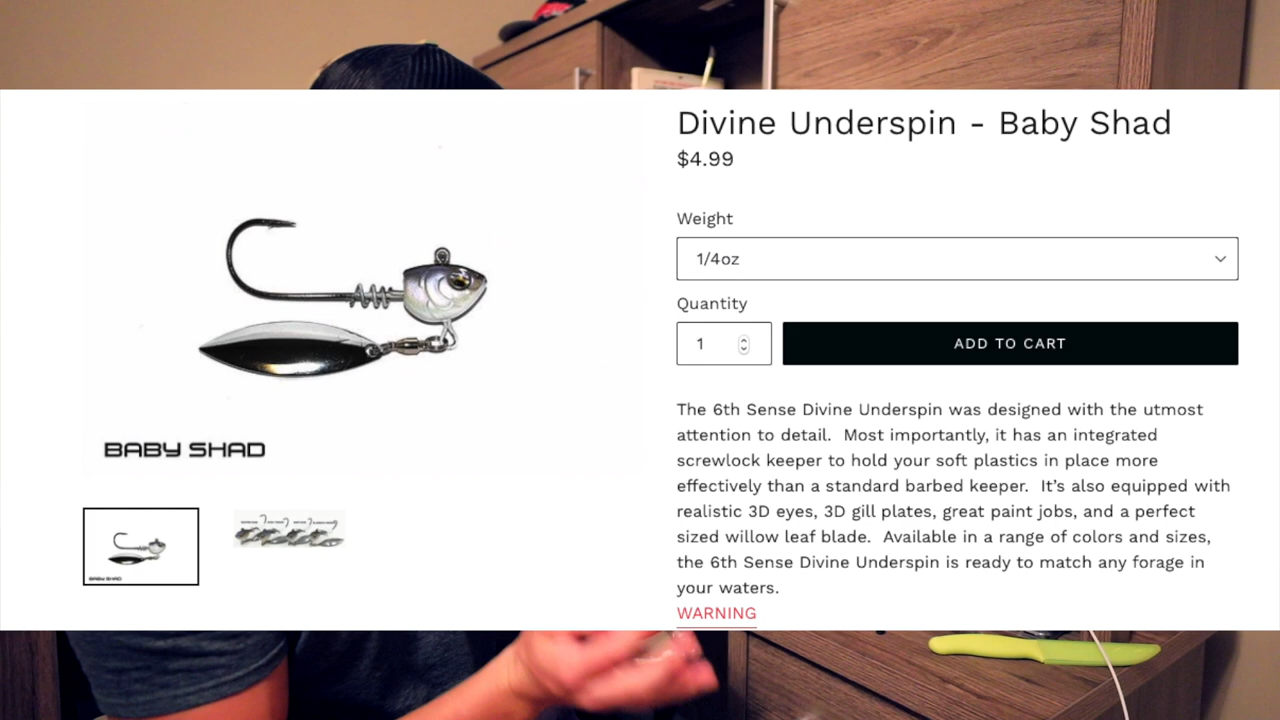 Divine Underspin - Baby Shad
$4.99
Weight
1/4oz
Quantity
1
ADD TO CART
The 6th Sense Divine Underspin was designed with the utmost
attention to detail.  Most importantly, it has an integrated
screwlock keeper to hold your soft plastics in place more
effectively than a standard barbed keeper.  It’s also equipped with
realistic 3D eyes, 3D gill plates, great paint jobs, and a perfect
sized willow leaf blade.  Available in a range of colors and sizes,
the 6th Sense Divine Underspin is ready to match any forage in
your waters.
WARNING
BABY SHAD
BABY SHAD